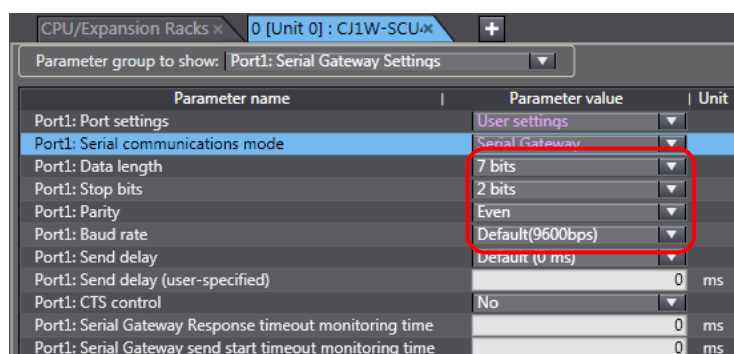 CPU/Expansion Racks × 0 [Unit 0] : CJ1W-SCU4× +
Parameter group to show: Port1: Serial Gateway Settings
Parameter name | Parameter value | Unit
Port1: Port settings User settings
Port1: Serial communications mode Serial Gateway
Port1: Data length 7 bits
Port1: Stop bits 2 bits
Port1: Parity Even
Port1: Baud rate Default(9600bps)
Port1: Send delay Default (0 ms)
Port1: Send delay (user-specified) 0 ms
Port1: CTS control No
Port1: Serial Gateway Response timeout monitoring time 0 ms
Port1: Serial Gateway send start timeout monitoring time 0 ms